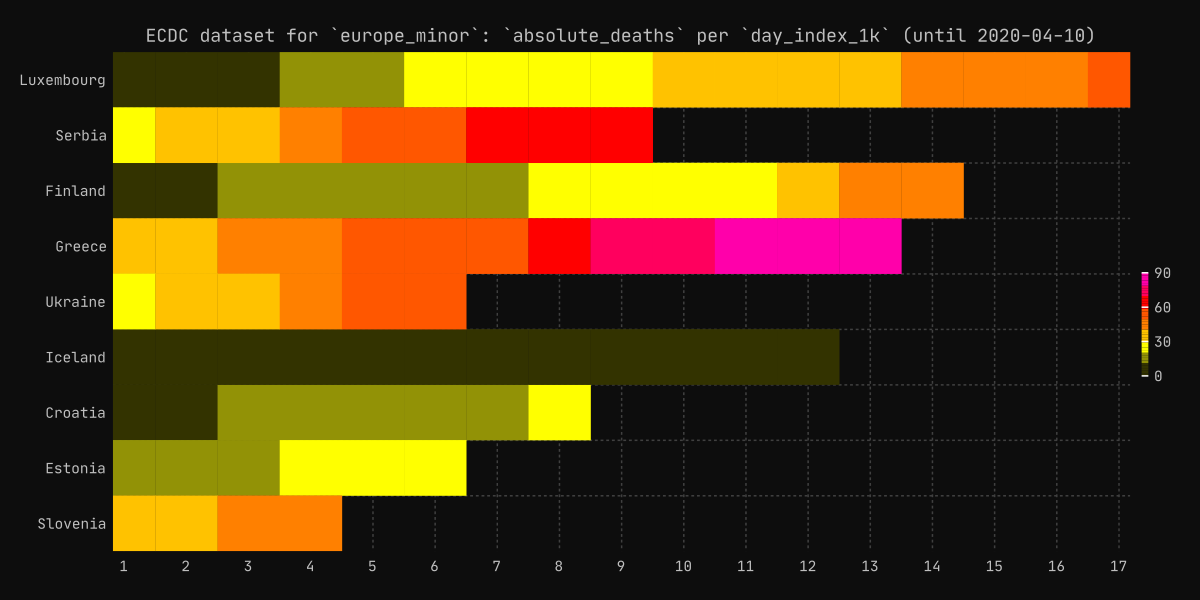 ECDC dataset for `europe_minor`: `absolute_deaths` per `day_index_1k` (until 2020-04-10)
Luxembourg
Serbia
Finland
Greece
Ukraine
Iceland
Croatia
Estonia
Slovenia
90
60
30
0
1 2 3 4 5 6 7 8 9 10 11 12 13 14 15 16 17